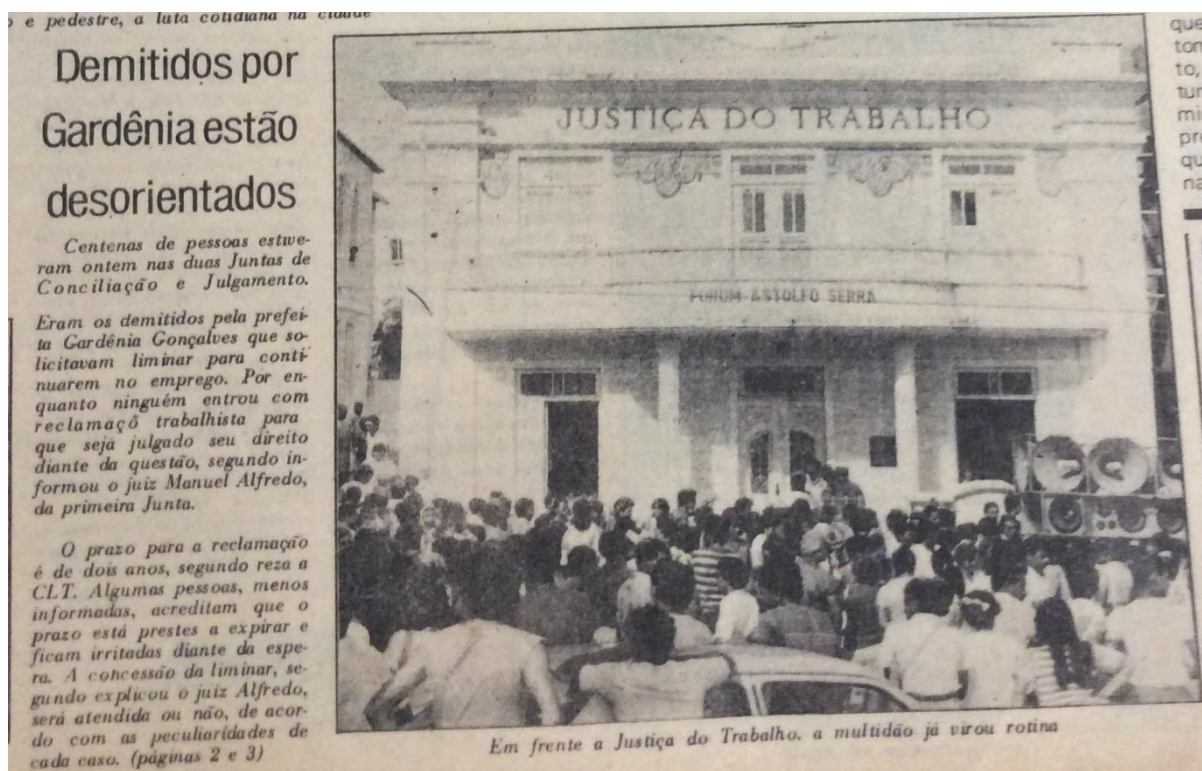 e pedestre, a luta cotidiana na cidade
Demitidos por
Gardênia estão
desorientados
Centenas de pessoas estive-
ram ontem nas duas Juntas de
Conciliação e Julgamento.
Eram os demitidos pela prefei-
ta Gardênia Gonçalves que so-
licitavam liminar para conti-
nuarem no emprego. Por en-
quanto ninguém entrou com
reclamaçõ trabalhista para
que seja julgado seu direito
diante da questão, segundo in-
formou o juiz Manuel Alfredo,
da primeira Junta.
O prazo para a reclamação
é de dois anos, segundo reza a
CLT. Algumas pessoas, menos
informadas, acreditam que o
prazo está prestes a expirar e
ficam irritadas diante da espe-
ra. A concessão da liminar, se-
gundo explicou o juiz Alfredo,
será atendida ou não, de acor-
do com as peculiaridades de
cada caso. (páginas 2 e 3)
JUSTIÇA DO TRABALHO
FORUM ASTOLFO SERRA
Em frente a Justiça do Trabalho, a multidão já virou rotina
que
to,